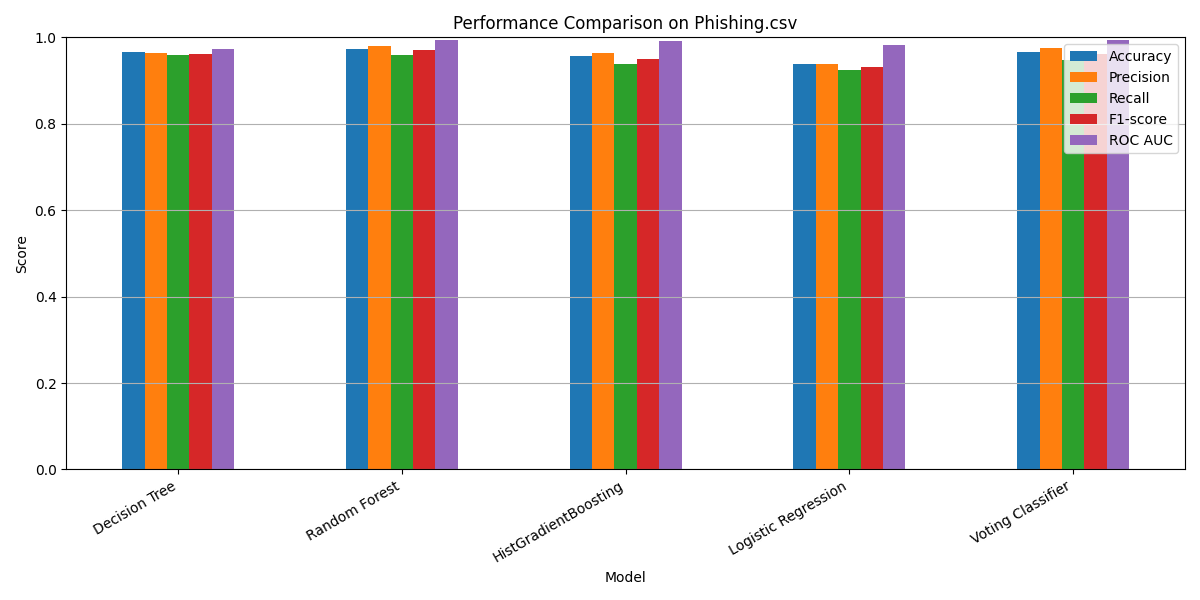 Performance Comparison on Phishing.csv
1.0
0.8
0.6
0.4
0.2
0.0
Score
Accuracy
Precision
Recall
F1-score
ROC AUC
Decision Tree
Random Forest
HistGradientBoosting
Logistic Regression
Voting Classifier
Model